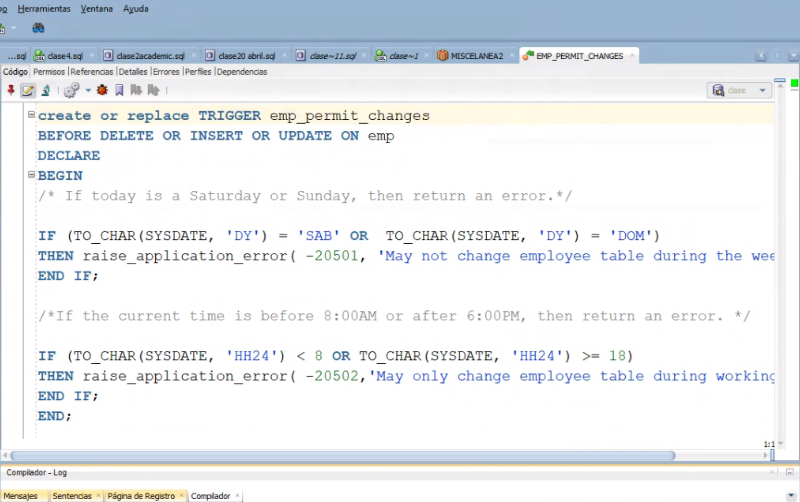 Herramientas Ventana Ayuda
...sql clase4.sql clase2academic.sql clase20 abril.sql clase~11.sql clase~1 MISCELANEA2 EMP_PERMIT_CHANGES
Código Permisos Referencias Detalles Errores Perfiles Dependencias
clase
create or replace TRIGGER emp_permit_changes
BEFORE DELETE OR INSERT OR UPDATE ON emp
DECLARE
BEGIN
/* If today is a Saturday or Sunday, then return an error.*/
IF (TO_CHAR(SYSDATE, 'DY') = 'SAB' OR  TO_CHAR(SYSDATE, 'DY') = 'DOM')
THEN raise_application_error( -20501, 'May not change employee table during the wee
END IF;
/*If the current time is before 8:00AM or after 6:00PM, then return an error. */
IF (TO_CHAR(SYSDATE, 'HH24') < 8 OR TO_CHAR(SYSDATE, 'HH24') >= 18)
THEN raise_application_error( -20502,'May only change employee table during working
END IF;
END;
1:1
Compilador - Log
Mensajes Sentencias Página de Registro Compilador